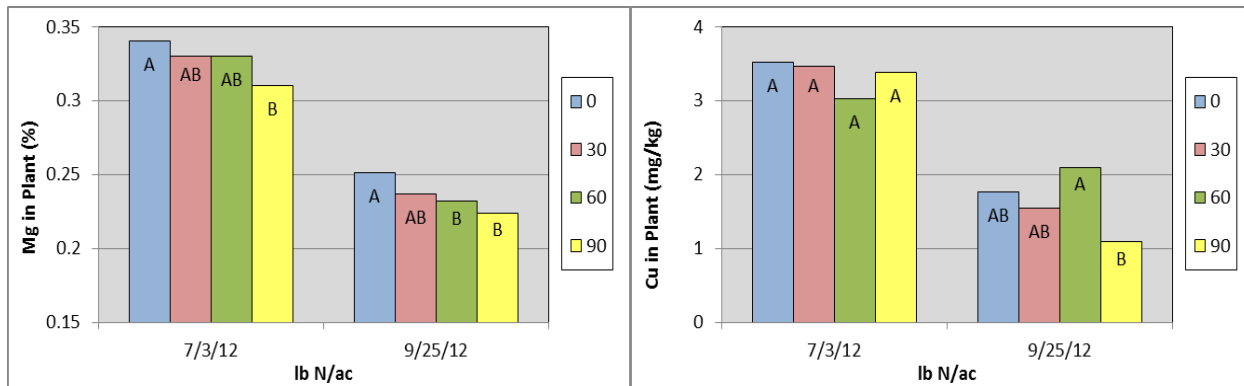 Mg in Plant (%)
0.35
0.3
0.25
0.2
0.15
A
AB
AB
B
A
AB
B
B
7/3/12
9/25/12
lb N/ac
0
30
60
90
Cu in Plant (mg/kg)
4
3
2
1
0
A
A
A
A
AB
AB
A
B
7/3/12
9/25/12
lb N/ac
0
30
60
90